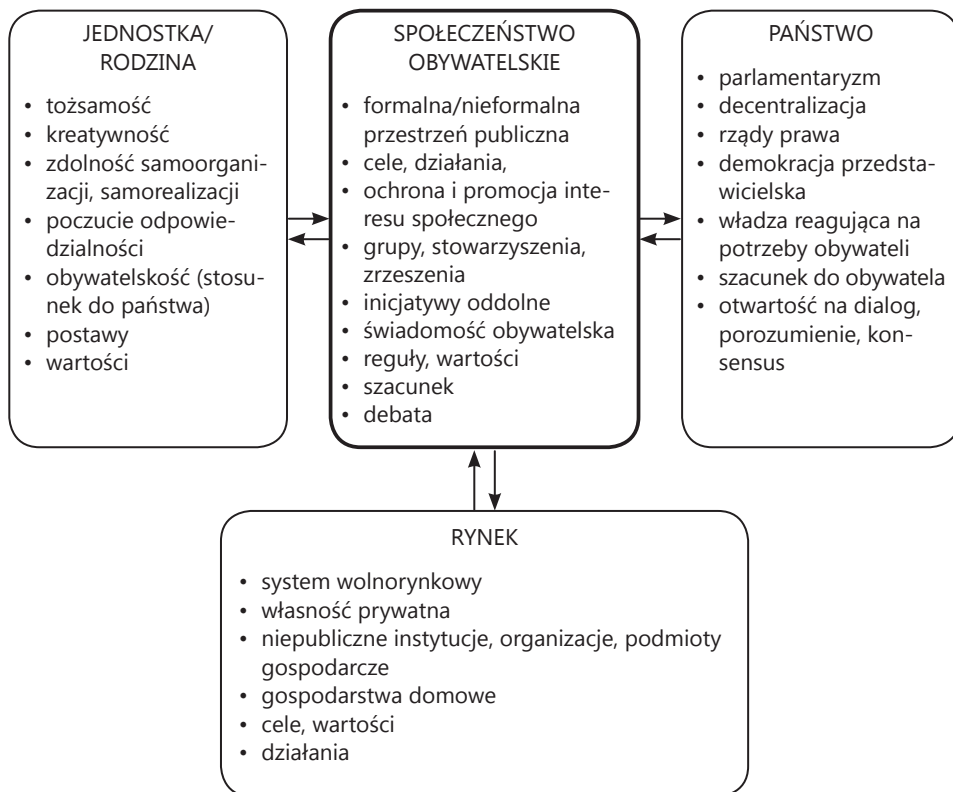 JEDNOSTKA/
RODZINA
• tożsamość
• kreatywność
• zdolność samoorgani-
zacji, samorealizacji
• poczucie odpowie-
dzialności
• obywatelskość (stosu-
nek do państwa)
• postawy
• wartości
SPOŁECZEŃSTWO
OBYWATELSKIE
• formalna/nieformalna
przestrzeń publiczna
• cele, działania,
• ochrona i promocja inte-
resu społecznego
• grupy, stowarzyszenia,
zrzeszenia
• inicjatywy oddolne
• świadomość obywatelska
• reguły, wartości
• szacunek
• debata
PAŃSTWO
• parlamentaryzm
• decentralizacja
• rządy prawa
• demokracja przedsta-
wicielska
• władza reagująca na
potrzeby obywateli
• szacunek do obywatela
• otwartość na dialog,
porozumienie, kon-
sensus
RYNEK
• system wolnorynkowy
• własność prywatna
• niepubliczne instytucje, organizacje, podmioty
gospodarcze
• gospodarstwa domowe
• cele, wartości
• działania